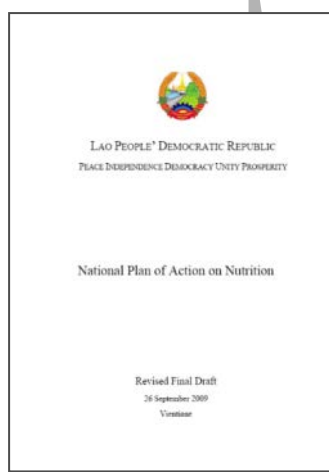 LAO PEOPLE' DEMOCRATIC REPUBLIC
PEACE INDEPENDENCE DEMOCRACY UNITY PROSPERITY
National Plan of Action on Nutrition
Revised Final Draft
26 September 2009
Vientiane